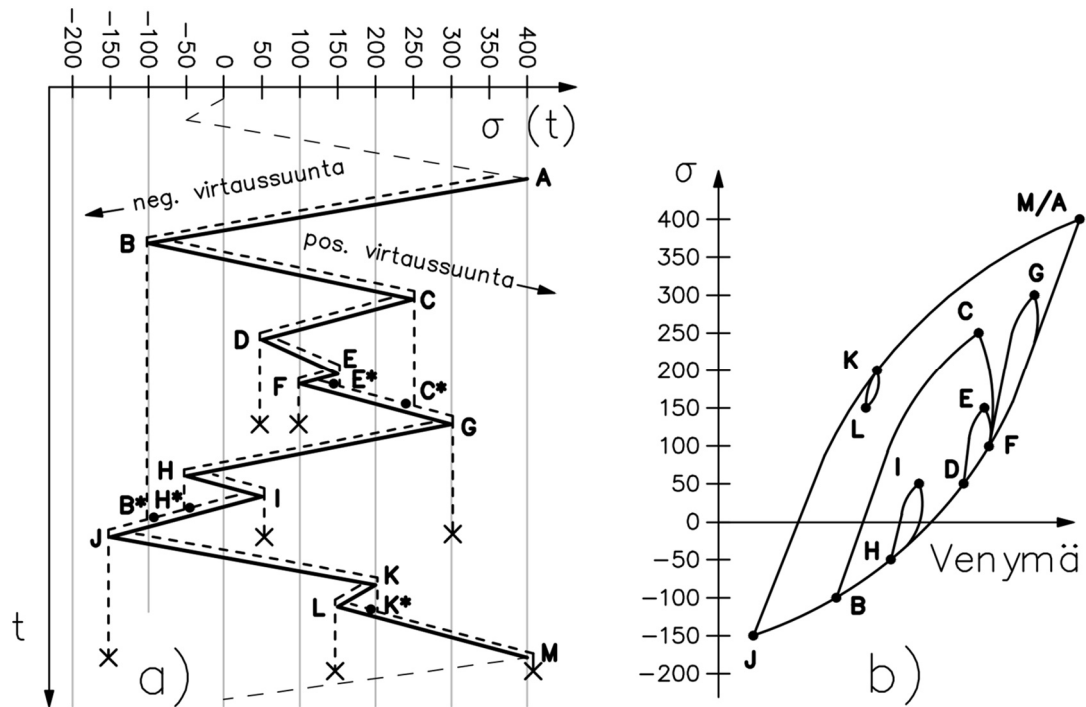 -200 -150 -100 -50 0 50 100 150 200 250 300 350 400
σ (t)
A
neg. virtaussuunta
B
pos. virtaussuunta
C
D
E
E*
F
C*
G
H
I
B* H*
J
K
L
K*
M
t
a)
σ
M/A
400
350
G
300
C
250
K
200
E
150
L
100
F
I
D
50
0
Venymä
H
-50
-100
B
-150
J
-200
b)